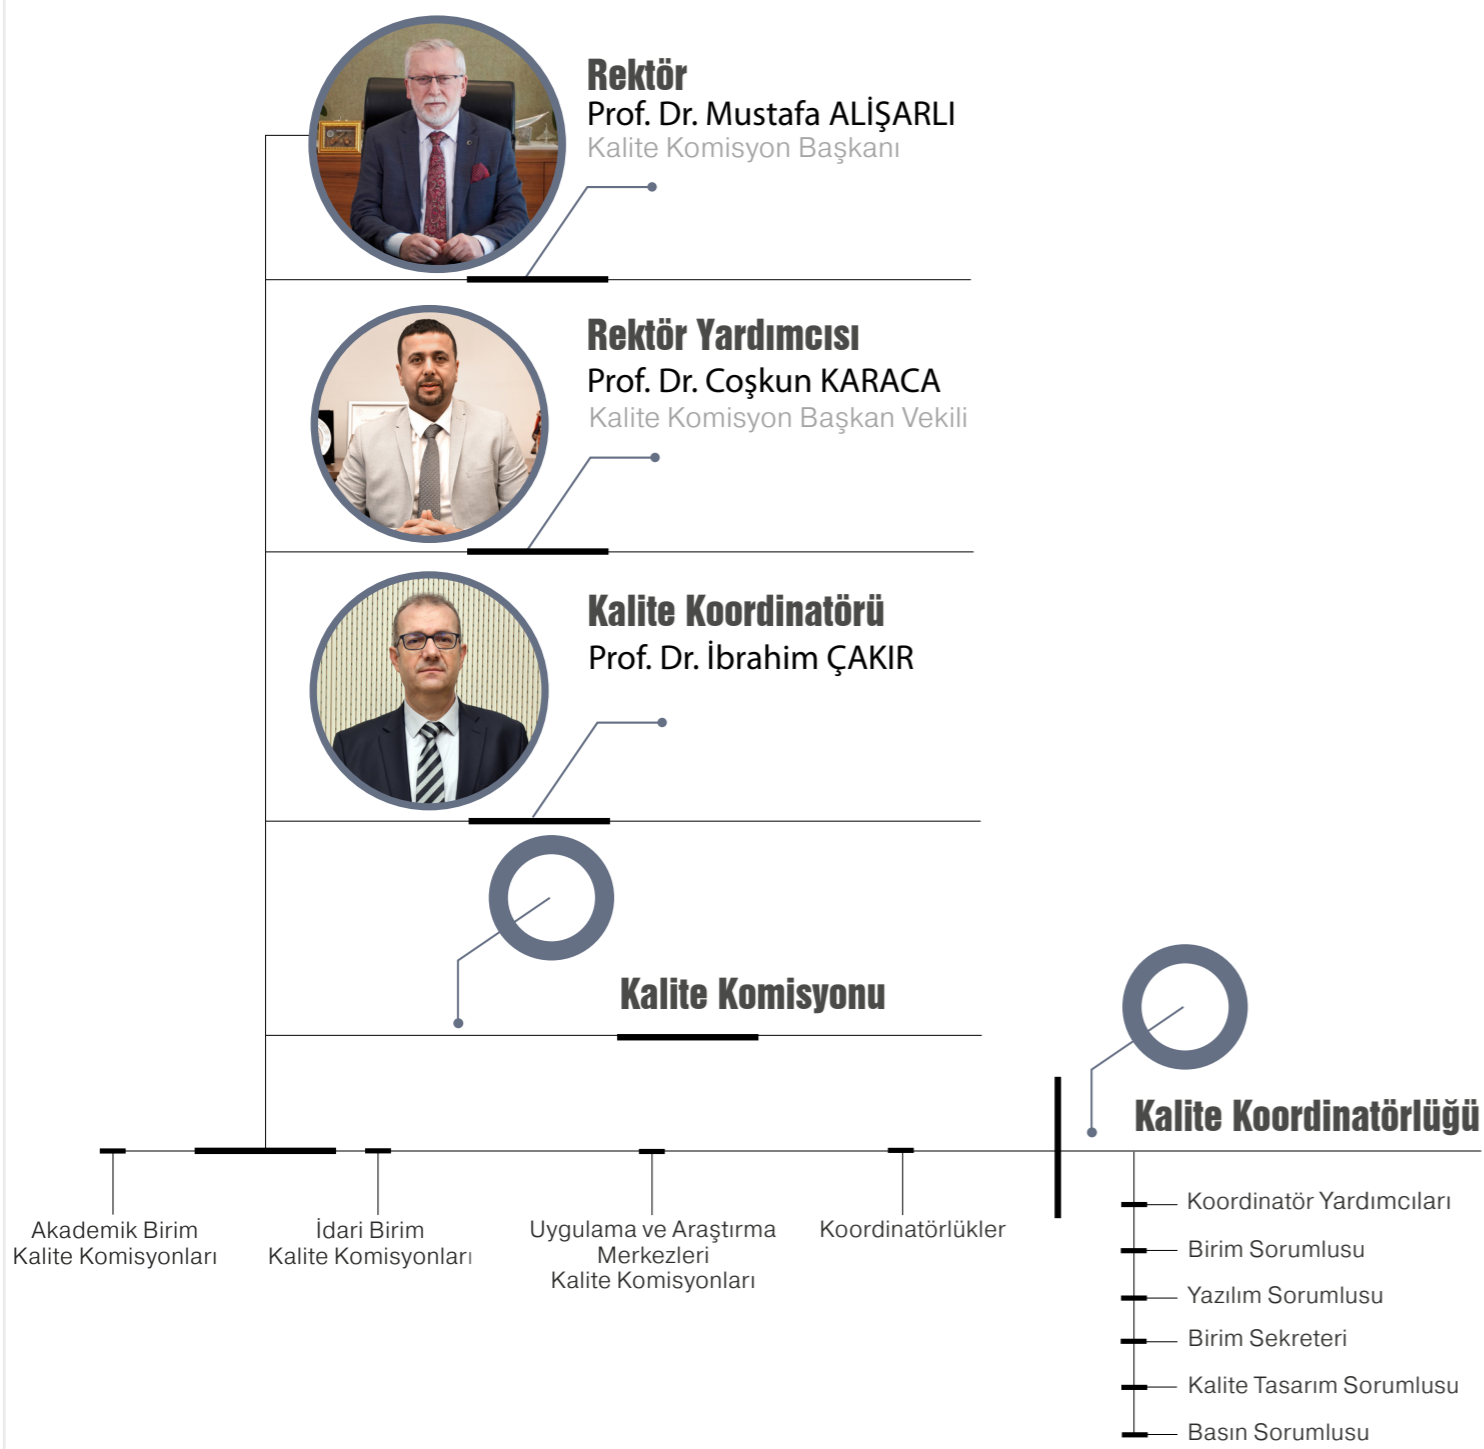 Rektör
Prof. Dr. Mustafa ALİŞARLI
Kalite Komisyon Başkanı
Rektör Yardımcısı
Prof. Dr. Coşkun KARACA
Kalite Komisyon Başkan Vekili
Kalite Koordinatörü
Prof. Dr. İbrahim ÇAKIR
Kalite Komisyonu
Kalite Koordinatörlüğü
Akademik Birim
Kalite Komisyonları
İdari Birim
Kalite Komisyonları
Uygulama ve Araştırma
Merkezleri
Kalite Komisyonları
Koordinatörlükler
Koordinatör Yardımcıları
Birim Sorumlusu
Yazılım Sorumlusu
Birim Sekreteri
Kalite Tasarım Sorumlusu
Basın Sorumlusu